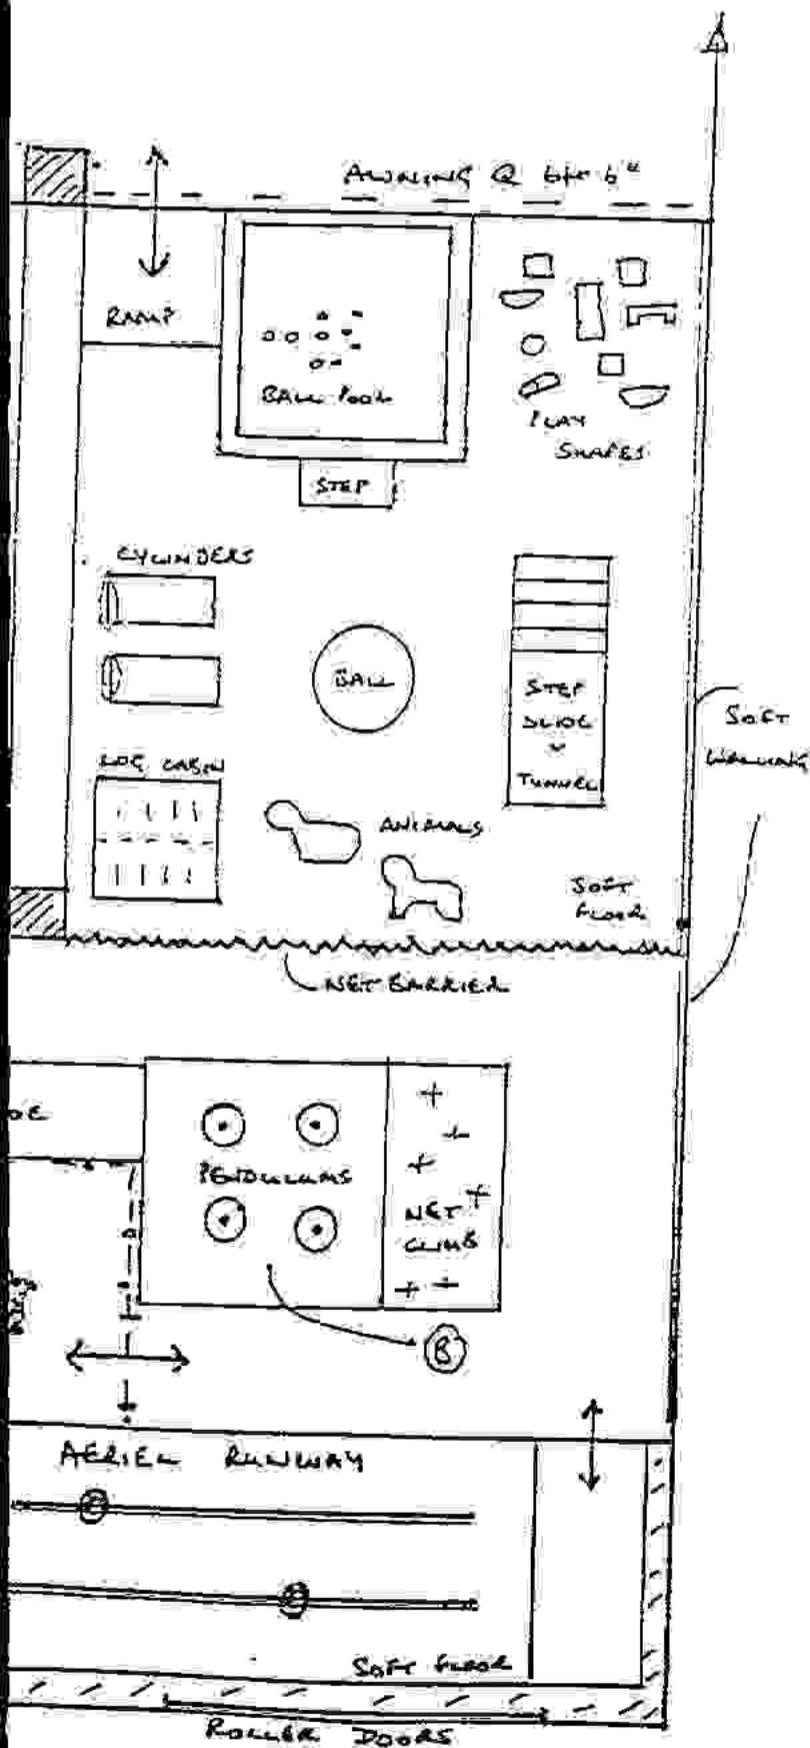 AWNING @ 6ft 6"
RAMP
BALL POOL
PLAY
SHAPES
STEP
CYLINDERS
BALL
STEP
SLIDE
TUNNEL
SOFT
WALLING
LOG CABIN
ANIMALS
SOFT
FLOOR
NET BARRIER
DE
PENDULUMS
NET
CLIMB
B
AERIEL RUNWAY
SOFT FLOOR
ROLLER DOORS